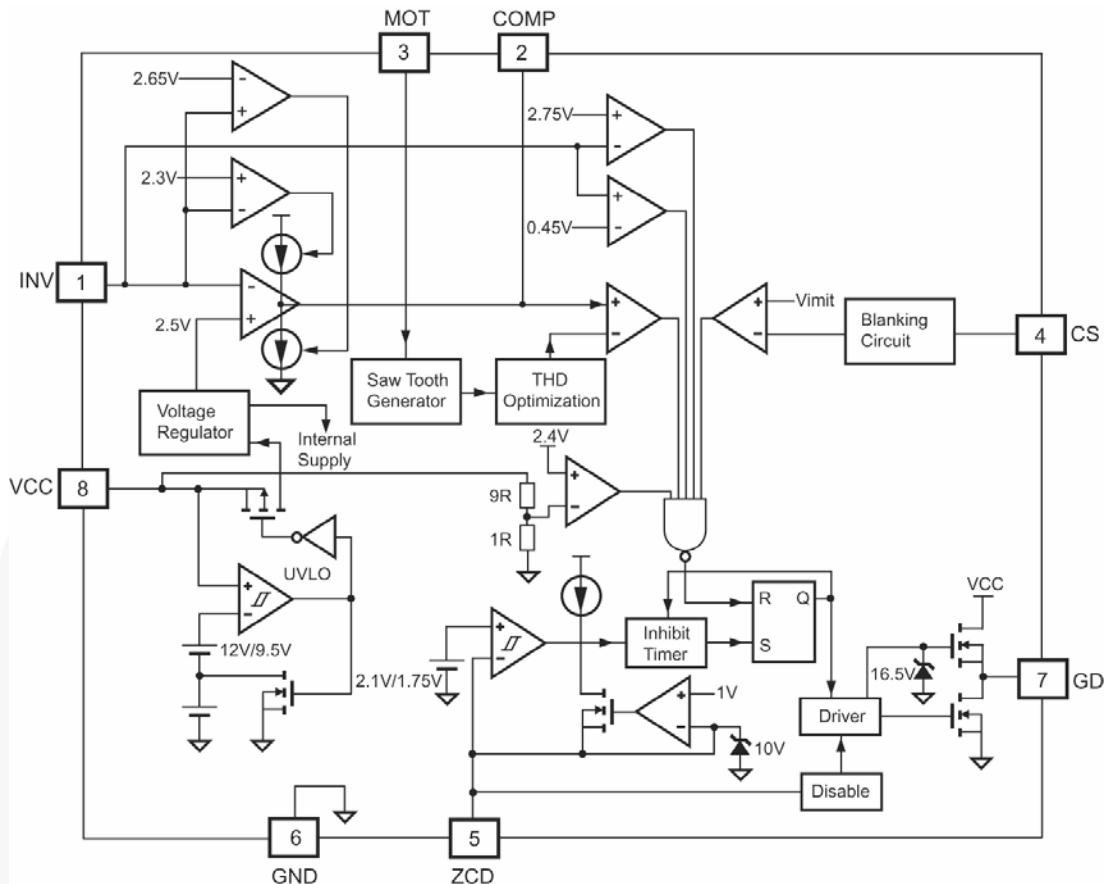 MOT
COMP
3
2
2.65V
-
+
2.75V
+
-
2.3V
+
-
+
0.45V
-
INV
1
-
+
2.5V
+
-
+
Vimit
-
Blanking
Circuit
4
CS
Saw Tooth
Generator
THD
Optimization
Voltage
Regulator
Internal
Supply
2.4V
VCC
8
9R
+
-
1R
UVLO
+
-
12V/9.5V
VCC
R
Q
S
Inhibit
Timer
+
-
2.1V/1.75V
+
1V
-
10V
16.5V
7
GD
Driver
Disable
6
5
GND
ZCD